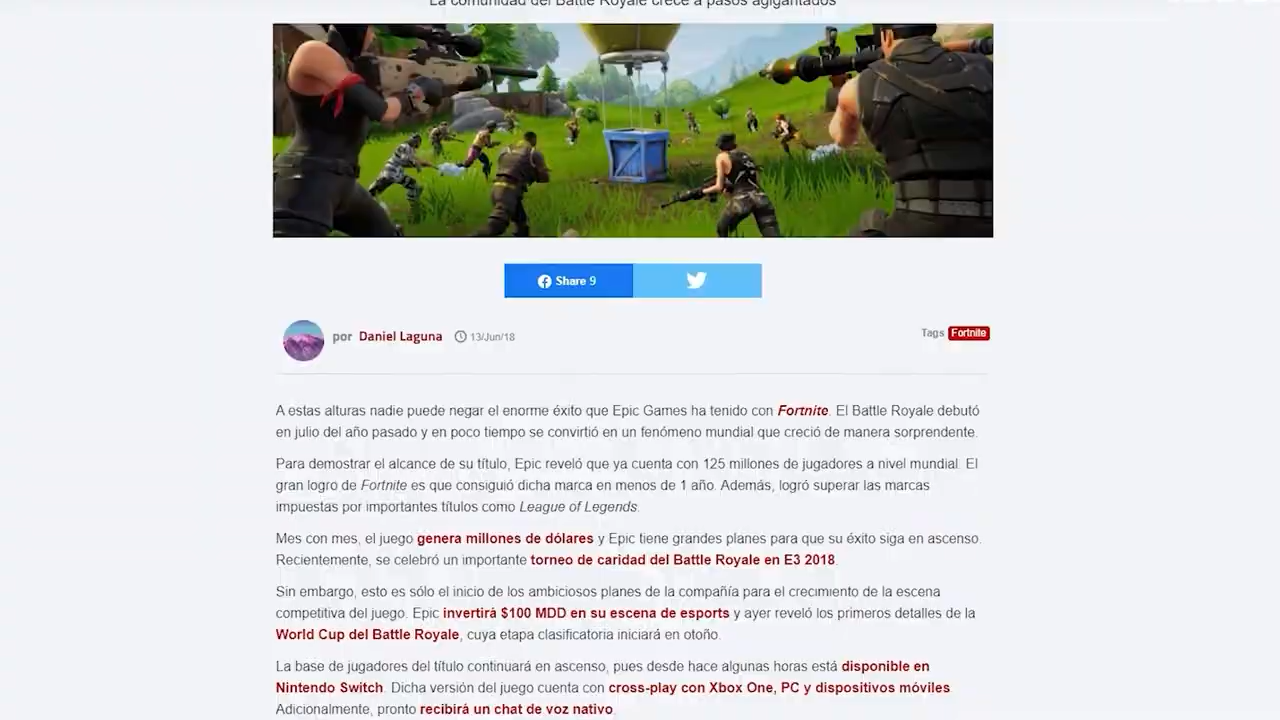 La comunidad del Battle Royale crece a pasos agigantados
Share 9
por Daniel Laguna 13/Jun/18
Tags Fortnite
A estas alturas nadie puede negar el enorme éxito que Epic Games ha tenido con Fortnite. El Battle Royale debutó
en julio del año pasado y en poco tiempo se convirtió en un fenómeno mundial que creció de manera sorprendente.
Para demostrar el alcance de su título, Epic reveló que ya cuenta con 125 millones de jugadores a nivel mundial. El
gran logro de Fortnite es que consiguió dicha marca en menos de 1 año. Además, logró superar las marcas
impuestas por importantes títulos como League of Legends.
Mes con mes, el juego genera millones de dólares y Epic tiene grandes planes para que su éxito siga en ascenso.
Recientemente, se celebró un importante torneo de caridad del Battle Royale en E3 2018.
Sin embargo, esto es sólo el inicio de los ambiciosos planes de la compañía para el crecimiento de la escena
competitiva del juego. Epic invertirá $100 MDD en su escena de esports y ayer reveló los primeros detalles de la
World Cup del Battle Royale, cuya etapa clasificatoria iniciará en otoño.
La base de jugadores del título continuará en ascenso, pues desde hace algunas horas está disponible en
Nintendo Switch. Dicha versión del juego cuenta con cross-play con Xbox One, PC y dispositivos móviles.
Adicionalmente, pronto recibirá un chat de voz nativo.